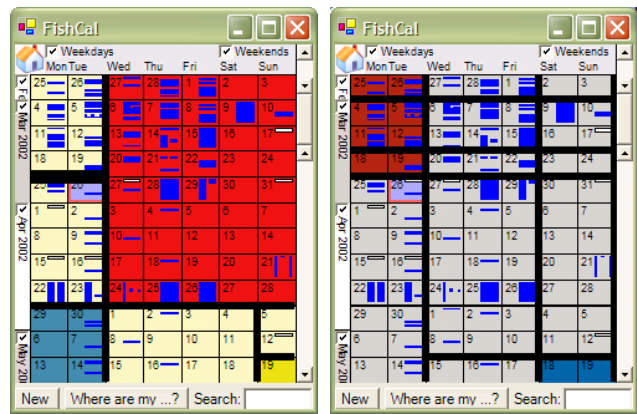 FishCal
Weekdays Weekends
Mon Tue Wed Thu Fri Sat Sun
25 26 27 28 1 2 3
4 5 6 7 8 9 10
11 12 13 14 15 16 17
18 19 20 21 22 23 24
25 26 27 28 29 30 31
1 2 3 4 5 6 7
8 9 10 11 12 13 14
15 16 17 18 19 20 21
22 23 24 25 26 27 28
29 30 1 2 3 4 5
6 7 8 9 10 11 12
13 14 15 16 17 18 19
Fe
Mar 2002
Apr 2002
May 20
New Where are my ...? Search:
FishCal
Weekdays Weekends
Mon Tue Wed Thu Fri Sat Sun
25 26 27 28 1 2 3
4 5 6 7 8 9 10
11 12 13 14 15 16 17
18 19 20 21 22 23 24
25 26 27 28 29 30 31
1 2 3 4 5 6 7
8 9 10 11 12 13 14
15 16 17 18 19 20 21
22 23 24 25 26 27 28
29 30 1 2 3 4 5
6 7 8 9 10 11 12
13 14 15 16 17 18 19
Fe
Mar 2002
Apr 2002
May 20
New Where are my ...? Search: